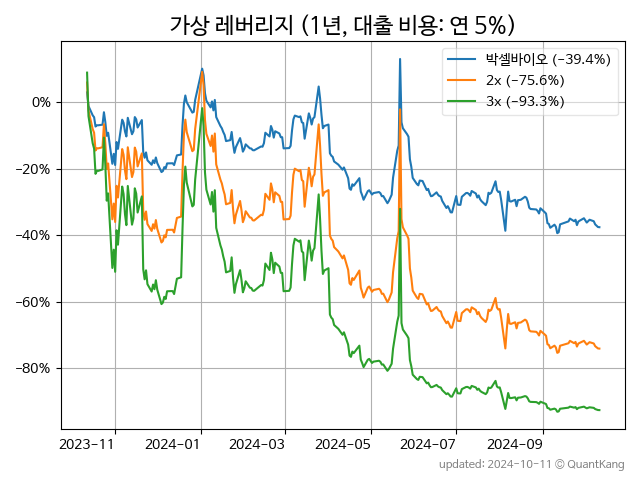 가상 레버리지 (1년, 대출 비용: 연 5%)
박셀바이오 (−39.4%)
2x (−75.6%)
3x (−93.3%)
0%
−20%
−40%
−60%
−80%
2023−11 2024−01 2024−03 2024−05 2024−07 2024−09
updated: 2024-10-11 © QuantKang